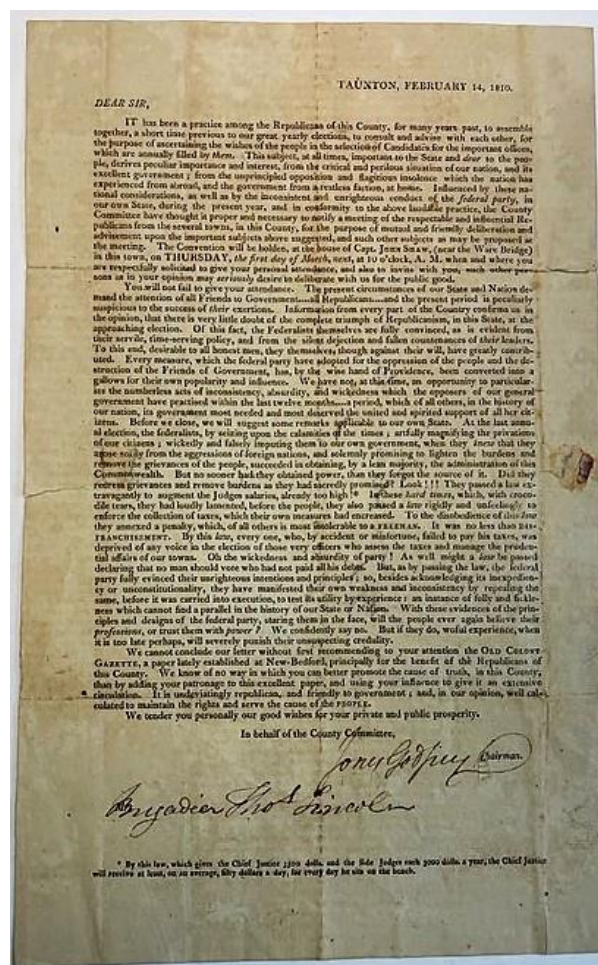 TAUNTON, FEBRUARY 14, 1810.
DEAR SIR,
IT has been a practice among the Republicans of this County, for many years past, to assemble
together, a short time previous to our great yearly elections, to consult and advise with each other, for
the purpose of ascertaining the wishes of the people in the selection of Candidates for the important offices,
which are annually filled by them. This subject, at all times, important to the State and dear to the peo-
ple, derives peculiar importance and interest, from the critical and perilous situation of our nation, and its
excellent government; from the unprincipled opposition and flagitious insolence which the nation has
experienced from abroad, and the government from a restless faction, at home. Influenced by these na-
tional considerations, as well as by the inconsistent and unrighteous conduct of the federal party, in
our own State, during the present year, and in conformity to the above laudable practice, the County
Committee have thought it proper and necessary to notify a meeting of the respectable and influential Re-
publicans from the several towns, in this County, for the purpose of mutual and friendly deliberation and
advisement upon the important subjects above suggested, and such other subjects as may be proposed at
the meeting. The Convention will be holden, at the house of Capt. JOHN SHAW, (near the Ware Bridge)
in this town, on THURSDAY, the first day of March, next, at 10 o'clock, A. M. when and where you
are respectfully solicited to give your personal attendance, and also to invite with you, such other per-
sons as in your opinion may seriously desire to deliberate with us for the public good.
You will not fail to give your attendance. The present circumstances of our State and Nation de-
mand the attention of all Friends to Government....all Republicans....and the present period is peculiarly
auspicious to the success of their exertions. Information from every part of the Country confirms us in
the opinion, that there is very little doubt of the complete triumph of Republicanism, in this State, at the
approaching election. Of this fact, the Federalists themselves are fully convinced, as is evident from
their servile, time-serving policy, and from the silent dejection and fallen countenances of their leaders.
To this end, desirable to all honest men, they themselves, though against their will, have greatly contrib-
uted. Every measure, which the federal party have adopted for the oppression of the people and the de-
struction of the Friends of Government, has, by the wise hand of Providence, been converted into a
gallows for their own popularity and influence. We have not, at this time, an opportunity to particular-
ize the numberless acts of inconsistency, absurdity, and wickedness which the opposers of our general
government have practised within the last twelve months....a period, which of all others, in the history of
our nation, its government most needed and most deserved the united and spirited support of all her cit-
izens. Before we close, we will suggest some remarks applicable to our own State. At the last annu-
al election, the federalists, by seizing upon the calamities of the times; artfully magnifying the privations
of our citizens; wickedly and falsely imputing them to our own government, when they knew that they
arose solely from the aggressions of foreign nations, and solemnly promising to lighten the burdens and
remove the grievances of the people, succeeded in obtaining, by a lean majority, the administration of this
Commonwealth. But no sooner had they obtained power, than they forgot the source of it. Did they
redress grievances and remove burdens as they had sacredly promised? Look!!! They passed a law ex-
travagantly to augment the Judges salaries, already too high!* In these hard times, which, with croco-
dile tears, they had loudly lamented, before the people, they also passed a law rigidly and unfeelingly to
enforce the collection of taxes, which their own measures had increased. To the disobedience of this law
they annexed a penalty, which, of all others is most intolerable to a FREEMAN. It was no less than DIS-
FRANCHISEMENT. By this law, every one, who, by accident or misfortune, failed to pay his taxes, was
deprived of any voice in the election of those very officers who assess the taxes and manage the pruden-
tial affairs of our towns. Oh the wickedness and absurdity of party! As well might a law be passed
declaring that no man should vote who had not paid all his debts. But, as by passing the law, the federal
party fully evinced their unrighteous intentions and principles; so, besides acknowledging its inexpedien-
cy or unconstitutionality, they have manifested their own weakness and inconsistency by repealing the
same, before it was carried into execution, to test its utility by experience: an instance of folly and fickle-
ness which cannot find a parallel in the history of our State or Nation. With these evidences of the prin-
ciples and designs of the federal party, staring them in the face, will the people ever again believe their
professions, or trust them with power? We confidently say no. But if they do, woful experience, when
it is too late perhaps, will severely punish their unsuspecting credulity.
We cannot conclude our letter without first recommending to your attention the OLD COLONY
GAZETTE, a paper lately established at New-Bedford, principally for the benefit of the Republicans of
this County. We know of no way in which you can better promote the cause of truth, in this County,
than by adding your patronage to this excellent paper, and using your influence to give it an extensive
circulation. It is undeviatingly republican, and friendly to government; and, in our opinion, well cal-
culated to maintain the rights and serve the cause of the PEOPLE.
We tender you personally our good wishes for your private and public prosperity.
In behalf of the County Committee,
Jones Godfrey Chairman.
Brigadier Thos Lincoln
* By this law, which gives the Chief Justice 3500 dolls. and the Side Judges each 3000 dolls. a year, the Chief Justice
will receive at least, on an average, fifty dollars a day, for every day he sits on the bench.